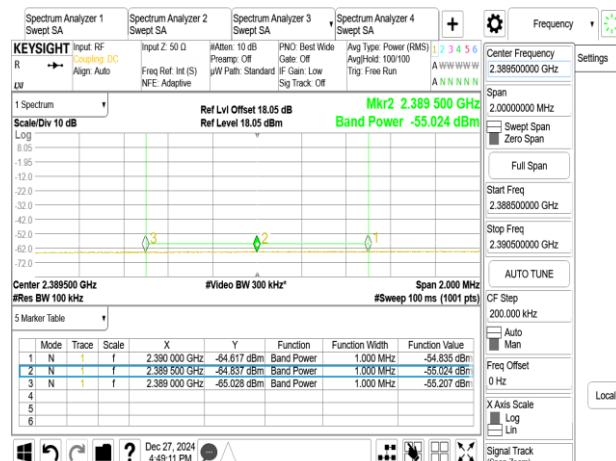 Spectrum Analyzer 1
Swept SA
Spectrum Analyzer 2
Swept SA
Spectrum Analyzer 3
Swept SA
Spectrum Analyzer 4
Swept SA
+
Frequency
Settings
KEYSIGHT
R
LXI
Input: RF
Coupling: DC
Align: Auto
Input Z: 50 Ω
Freq Ref: Int (S)
NFE: Adaptive
#Atten: 10 dB
Preamp: Off
µW Path: Standard
PNO: Best Wide
Gate: Off
IF Gain: Low
Sig Track: Off
Avg Type: Power (RMS)
Avg|Hold: 100/100
Trig: Free Run
1 2 3 4 5 6
A W W W W W
A N N N N N
1 Spectrum
Scale/Div 10 dB
Log
Ref Lvl Offset 18.05 dB
Ref Level 18.05 dBm
Mkr2 2.389 500 GHz
Band Power -55.024 dBm
8.05
-1.95
-12.0
-22.0
-32.0
-42.0
-52.0
-62.0
-72.0
3
2
1
Center 2.389500 GHz
#Res BW 100 kHz
#Video BW 300 kHz*
Span 2.000 MHz
#Sweep 100 ms (1001 pts)
5 Marker Table
Mode Trace Scale X Y Function Function Width Function Value
1 N 1 f 2.390 000 GHz -64.617 dBm Band Power 1.000 MHz -54.835 dBm
2 N 1 f 2.389 500 GHz -64.837 dBm Band Power 1.000 MHz -55.024 dBm
3 N 1 f 2.389 000 GHz -65.028 dBm Band Power 1.000 MHz -55.207 dBm
4
5
6
Dec 27, 2024
4:49:11 PM
?
Center Frequency
2.389500000 GHz
Span
2.00000000 MHz
Swept Span
Zero Span
Full Span
Start Freq
2.388500000 GHz
Stop Freq
2.390500000 GHz
AUTO TUNE
CF Step
200.000 kHz
Auto
Man
Freq Offset
0 Hz
X Axis Scale
Log
Lin
Signal Track
Local